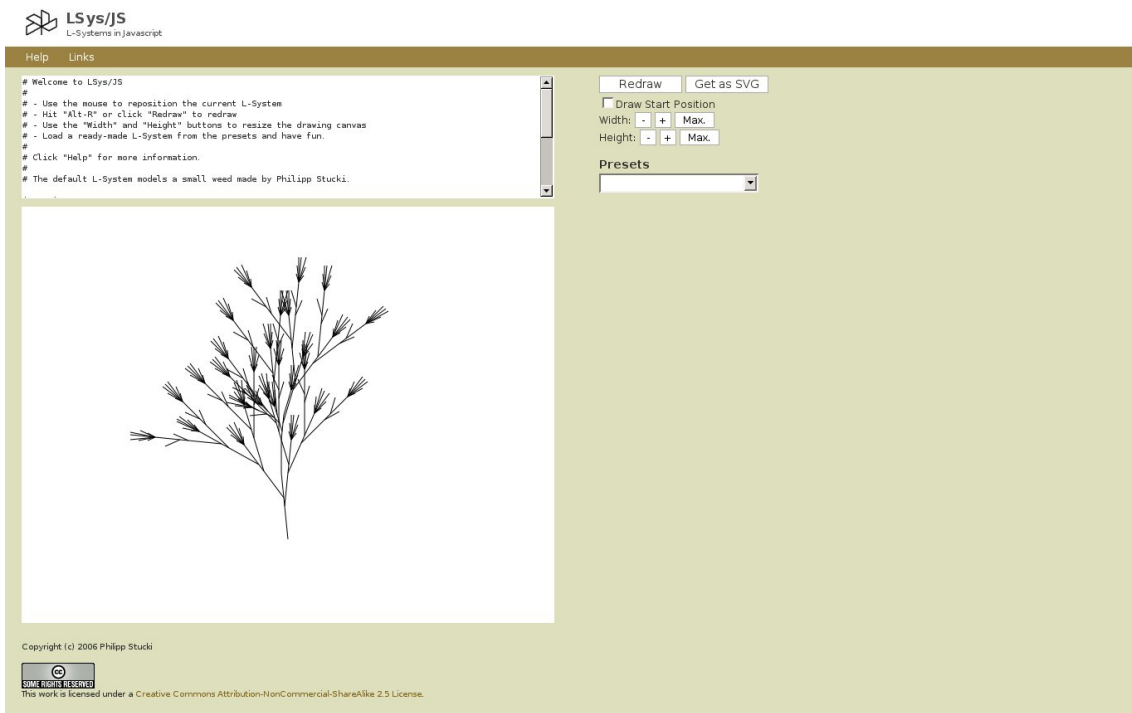 LSys/JS
L-Systems in Javascript
Help Links
# Welcome to LSys/JS
#
# - Use the mouse to reposition the current L-System
# - Hit "Alt-R" or click "Redraw" to redraw
# - Use the "Width" and "Height" buttons to resize the drawing canvas
# - Load a ready-made L-System from the presets and have fun.
#
# Click "Help" for more information.
#
# The default L-System models a small weed made by Philipp Stucki.
Redraw Get as SVG
Draw Start Position
Width: - + Max.
Height: - + Max.
Presets
Copyright (c) 2006 Philipp Stucki
cc
SOME RIGHTS RESERVED
This work is licensed under a Creative Commons Attribution-NonCommercial-ShareAlike 2.5 License.